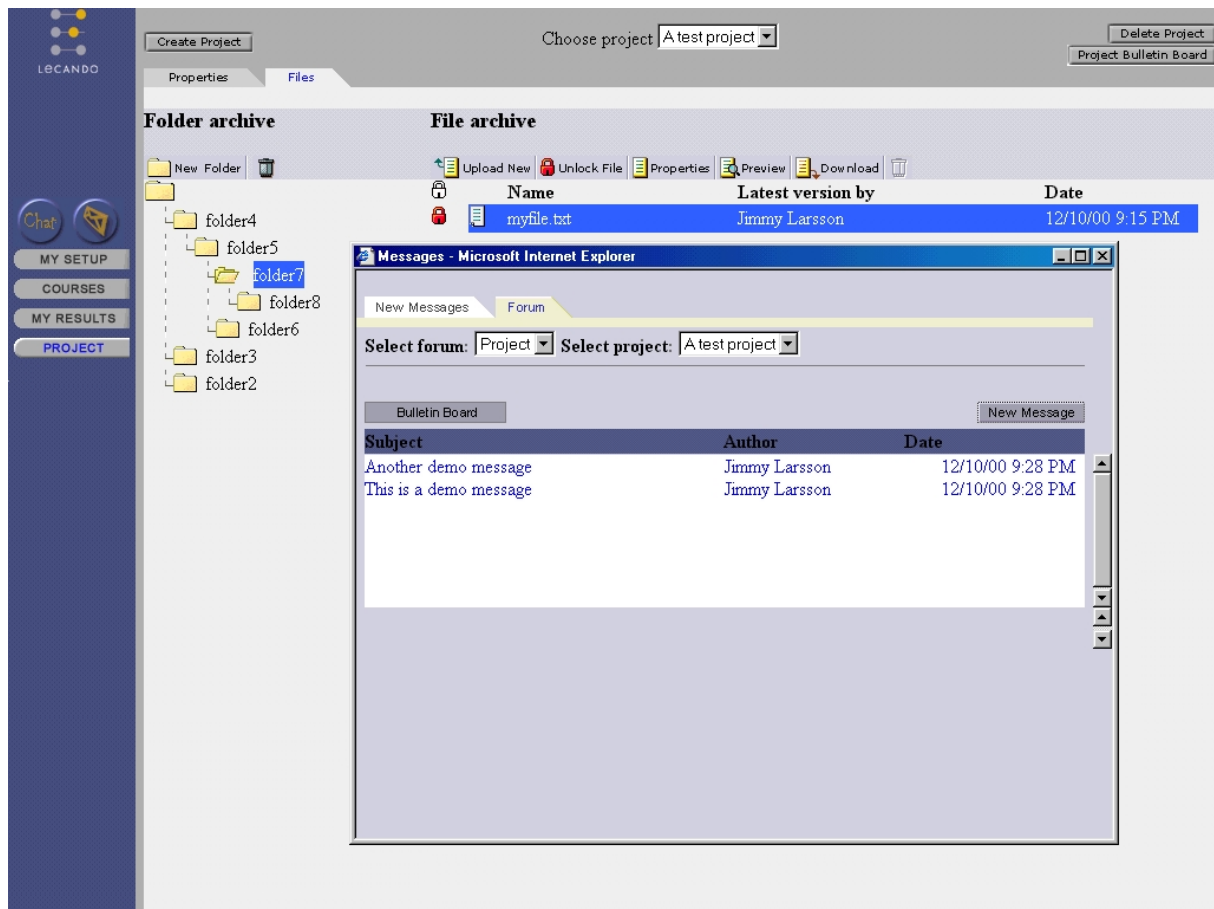 LECANDO
Create Project
Choose project A test project
Delete Project
Project Bulletin Board
Properties Files
Folder archive
File archive
New Folder
Upload New Unlock File Properties Preview Download
Name Latest version by Date
myfile.txt Jimmy Larsson 12/10/00 9:15 PM
Chat
MY SETUP
COURSES
MY RESULTS
PROJECT
folder4
folder5
folder7
folder8
folder6
folder3
folder2
Messages - Microsoft Internet Explorer
New Messages Forum
Select forum: Project Select project: A test project
Bulletin Board New Message
Subject Author Date
Another demo message Jimmy Larsson 12/10/00 9:28 PM
This is a demo message Jimmy Larsson 12/10/00 9:28 PM